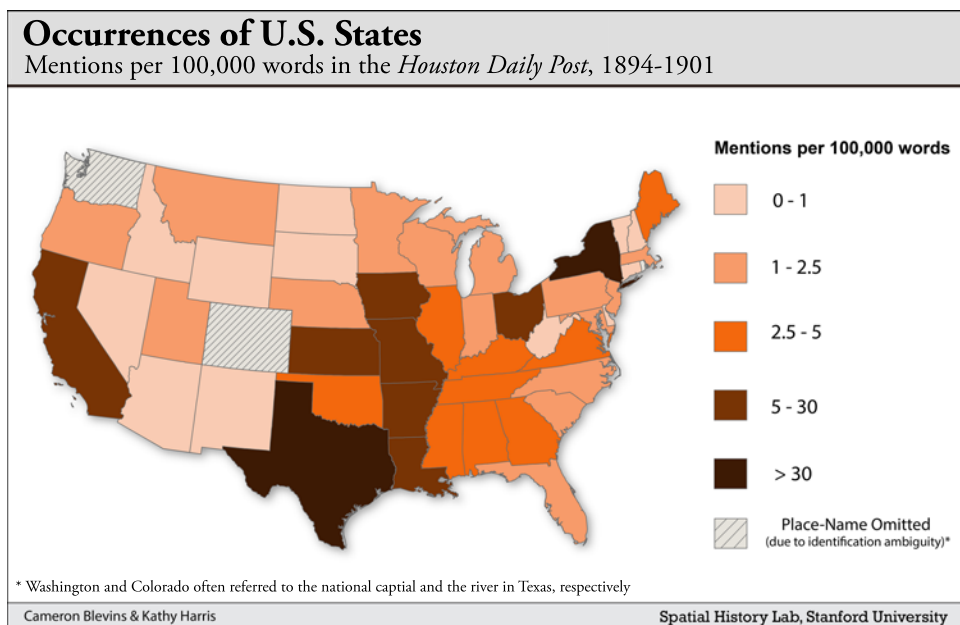 Occurrences of U.S. States
Mentions per 100,000 words in the Houston Daily Post, 1894-1901
Mentions per 100,000 words
0 - 1
1 - 2.5
2.5 - 5
5 - 30
> 30
Place-Name Omitted
(due to identification ambiguity)*
* Washington and Colorado often referred to the national captial and the river in Texas, respectively
Cameron Blevins & Kathy Harris
Spatial History Lab, Stanford University